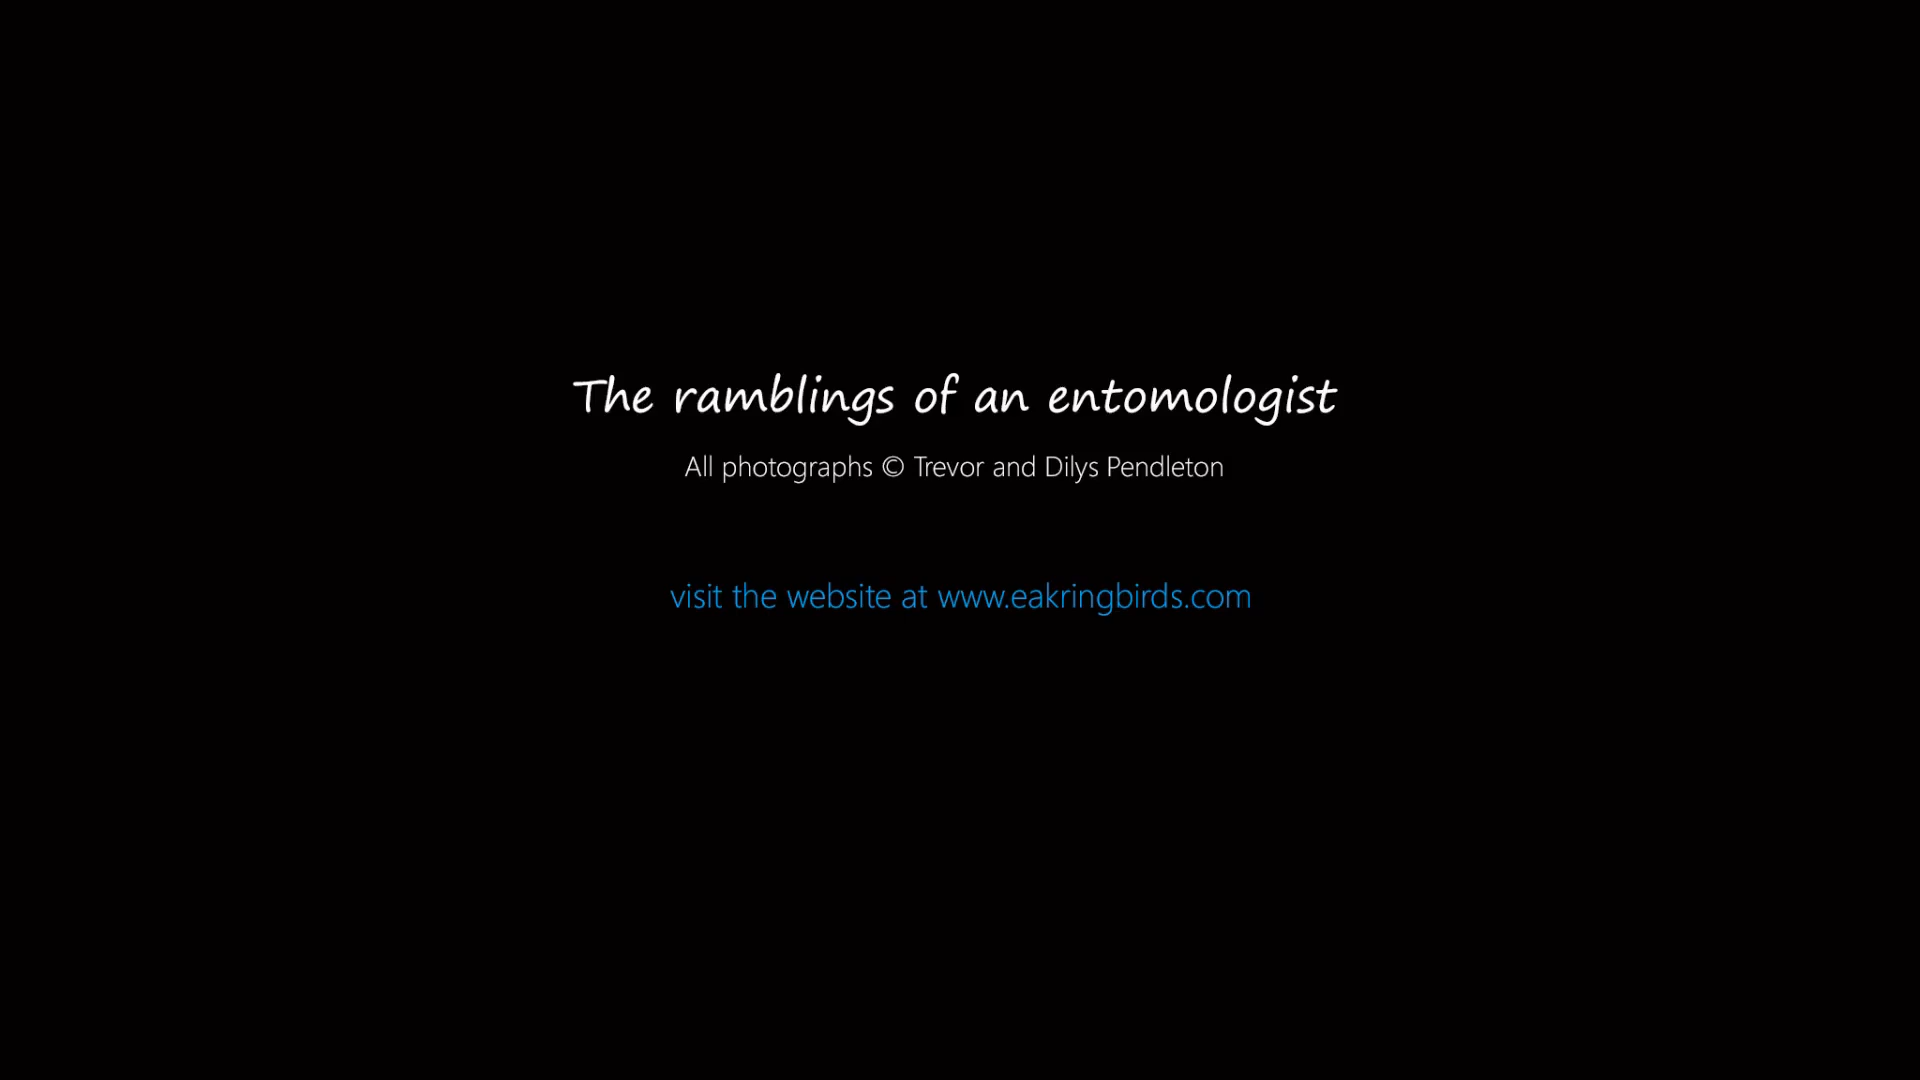 The ramblings of an entomologist
All photographs © Trevor and Dilys Pendleton
visit the website at www.eakringbirds.com